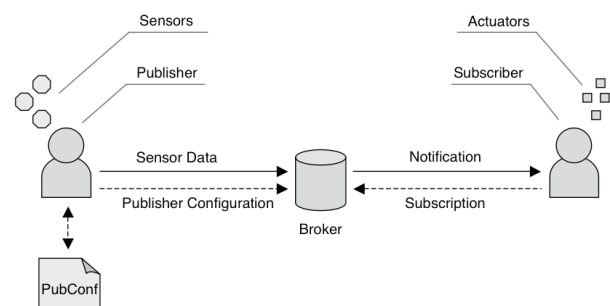 Sensors
Actuators
Publisher
Subscriber
Sensor Data
Notification
Publisher Configuration
Subscription
Broker
PubConf